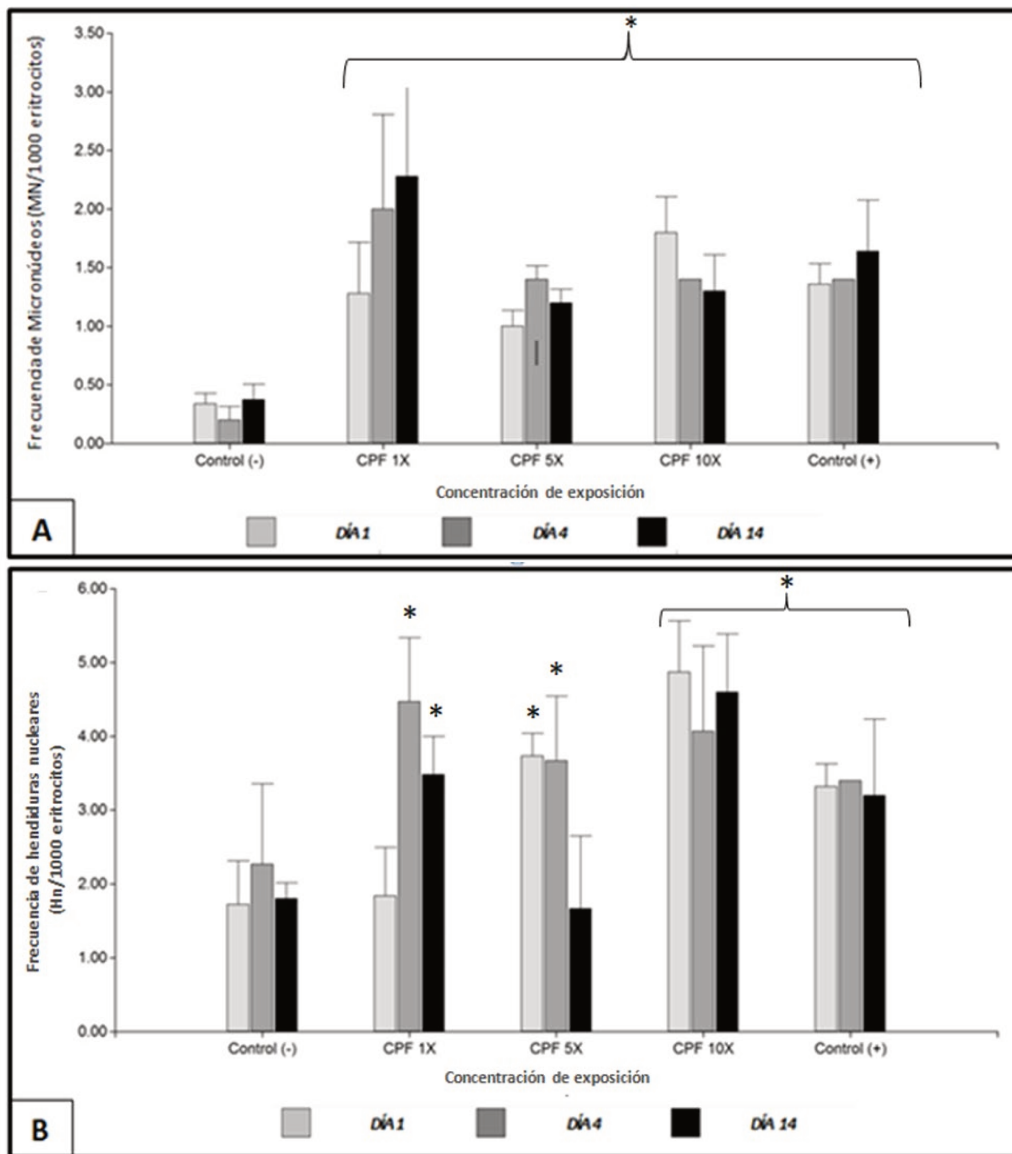 *
Frecuencia de Micronúdeos (MN/1000 eritrocitos)
3.50
3.00
2.50
2.00
1.50
1.00
0.50
0.00
Control (-)
CPF 1X
CPF 5X
CPF 10X
Control (+)
Concentración de exposición
A
DÍA 1
DÍA 4
DÍA 14
Frecuencia de hendiduras nucleares
(Hn/1000 eritrocitos)
6.00
5.00
4.00
3.00
2.00
1.00
0.00
*
*
*
*
*
Control (-)
CPF 1X
CPF 5X
CPF 10X
Control (+)
Concentración de exposición
B
DÍA 1
DÍA 4
DÍA 14